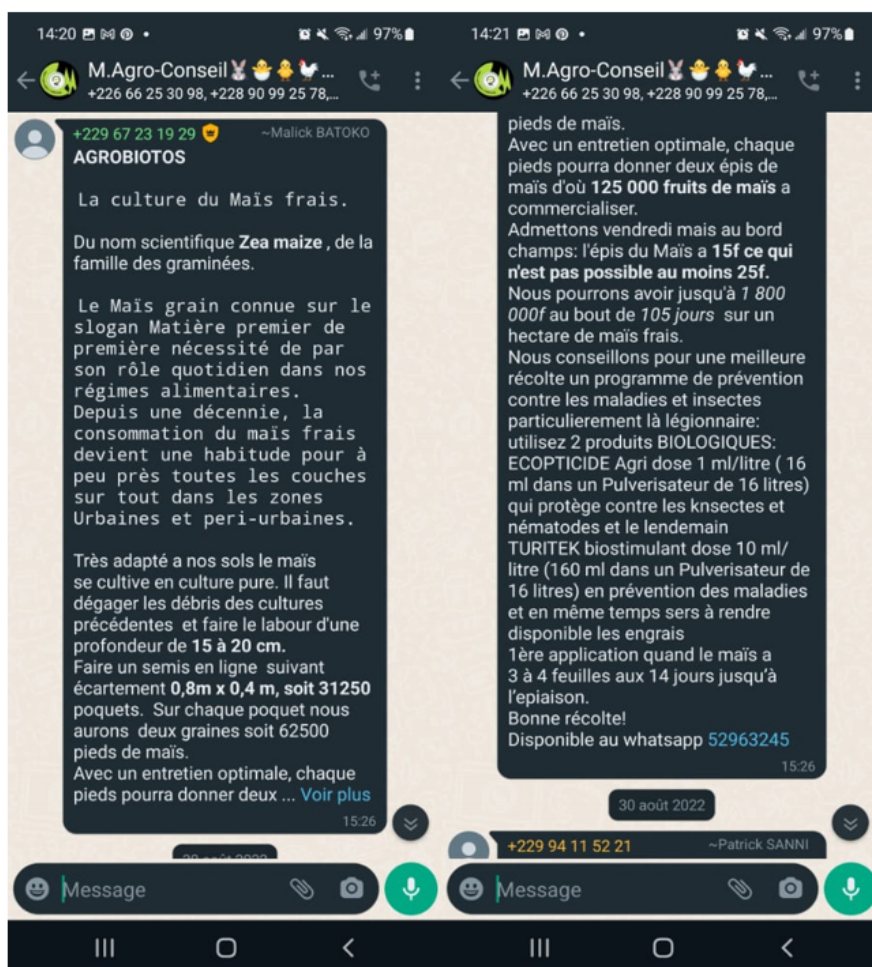 14:20
97%
M.Agro-Conseil🐰🐣🐥🐓...
+226 66 25 30 98, +228 90 99 25 78,...
+229 67 23 19 29
~Malick BATOKO
AGROBIOTOS
La culture du Maïs frais.
Du nom scientifique Zea maize , de la
famille des graminées.
Le Maïs grain connue sur le
slogan Matière premier de
première nécessité de par
son rôle quotidien dans nos
régimes alimentaires.
Depuis une décennie, la
consommation du maïs frais
devient une habitude pour à
peu près toutes les couches
sur tout dans les zones
Urbaines et peri-urbaines.
Très adapté a nos sols le maïs
se cultive en culture pure. Il faut
dégager les débris des cultures
précédentes et faire le labour d'une
profondeur de 15 à 20 cm.
Faire un semis en ligne suivant
écartement 0,8m x 0,4 m, soit 31250
poquets. Sur chaque poquet nous
aurons deux graines soit 62500
pieds de maïs.
Avec un entretien optimale, chaque
pieds pourra donner deux ... Voir plus
15:26
Message
14:21
97%
M.Agro-Conseil🐰🐣🐥🐓...
+226 66 25 30 98, +228 90 99 25 78,...
pieds de maïs.
Avec un entretien optimale, chaque
pieds pourra donner deux épis de
maïs d'où 125 000 fruits de maïs a
commercialiser.
Admettons vendredi mais au bord
champs: l'épis du Maïs a 15f ce qui
n'est pas possible au moins 25f.
Nous pourrons avoir jusqu'à 1 800
000f au bout de 105 jours sur un
hectare de maïs frais.
Nous conseillons pour une meilleure
récolte un programme de prévention
contre les maladies et insectes
particulierement là légionnaire:
utilisez 2 produits BIOLOGIQUES:
ECOPTICIDE Agri dose 1 ml/litre ( 16
ml dans un Pulverisateur de 16 litres)
qui protège contre les knsectes et
nématodes et le lendemain
TURITEK biostimulant dose 10 ml/
litre (160 ml dans un Pulverisateur de
16 litres) en prévention des maladies
et en même temps sers à rendre
disponible les engrais
1ère application quand le maïs a
3 à 4 feuilles aux 14 jours jusqu'à
l'epiaison.
Bonne récolte!
Disponible au whatsapp 52963245
15:26
30 août 2022
+229 94 11 52 21
~Patrick SANNI
Message